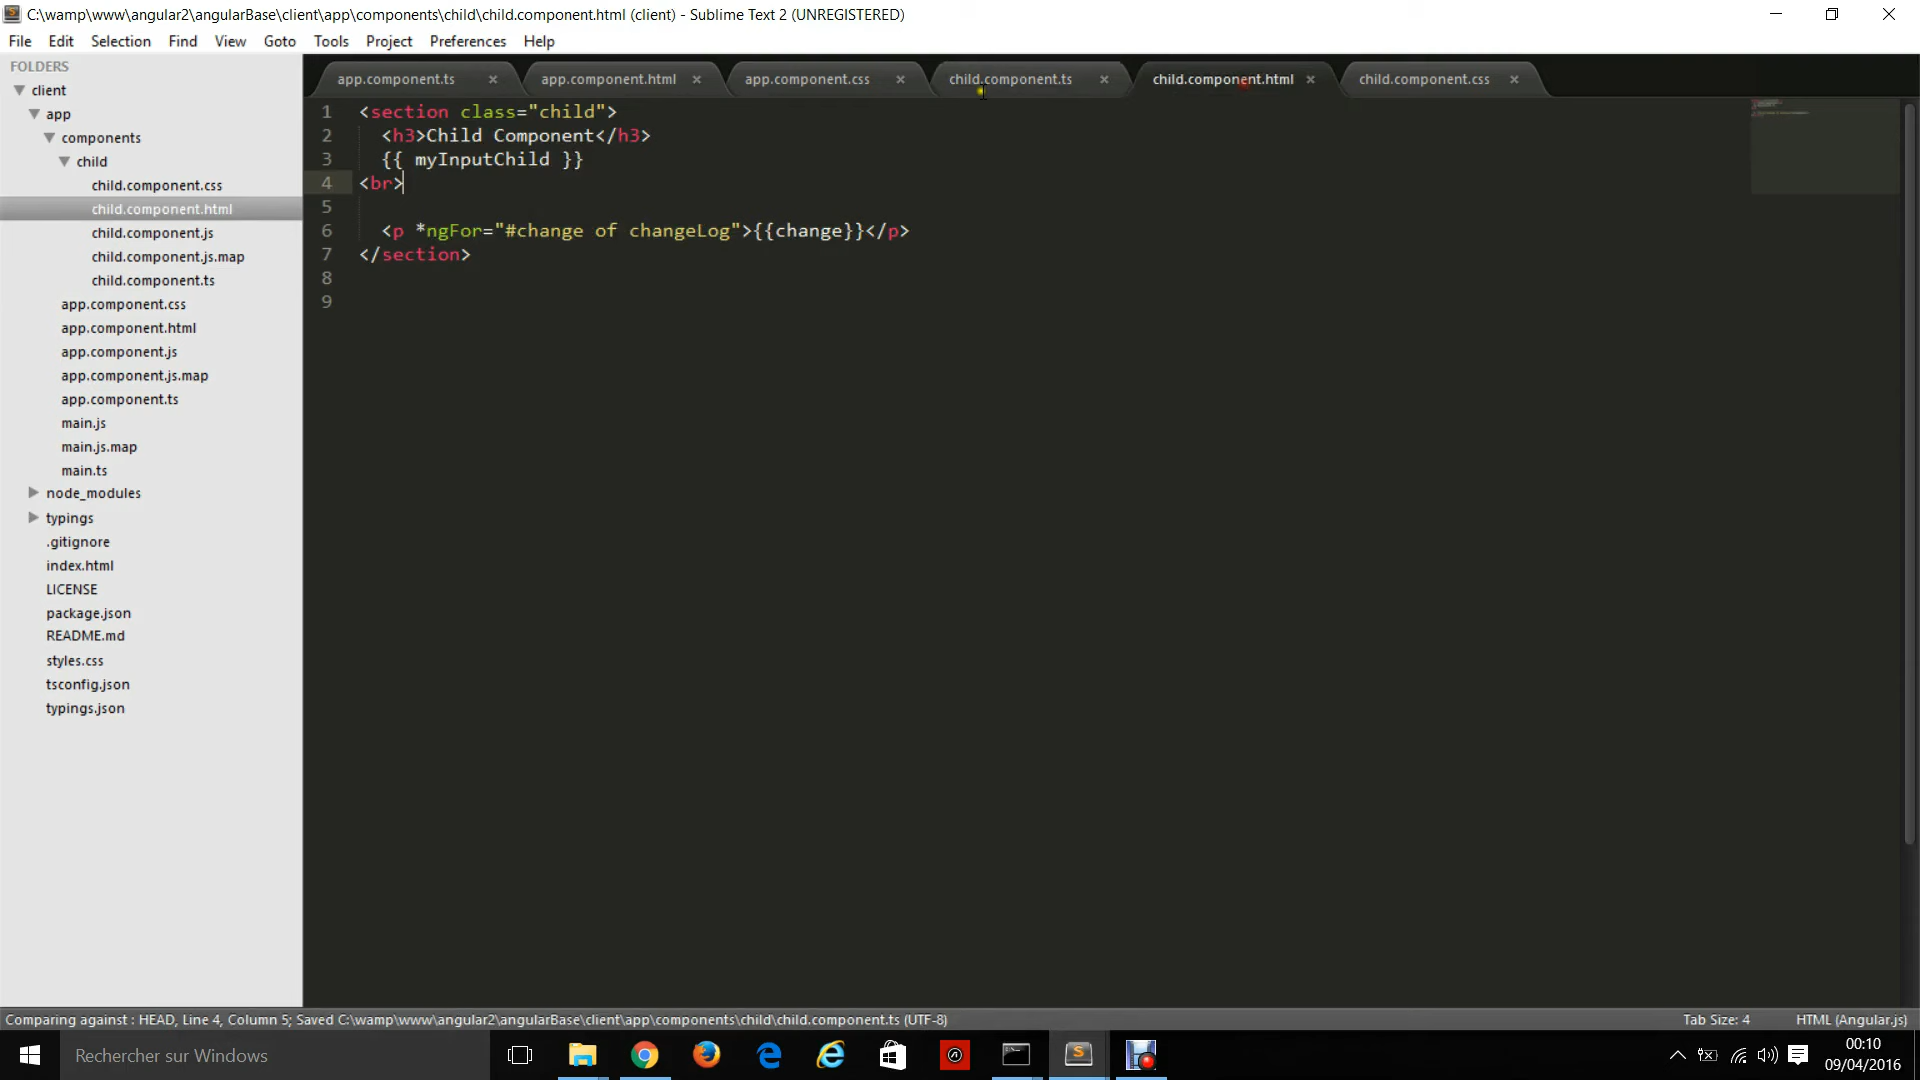 C:\wamp\www\angular2\angularBase\client\app\components\child\child.component.html (client) - Sublime Text 2 (UNREGISTERED)
File Edit Selection Find View Goto Tools Project Preferences Help
FOLDERS
client
app
components
child
child.component.css
child.component.html
child.component.js
child.component.js.map
child.component.ts
app.component.css
app.component.html
app.component.js
app.component.js.map
app.component.ts
main.js
main.js.map
main.ts
node_modules
typings
.gitignore
index.html
LICENSE
package.json
README.md
styles.css
tsconfig.json
typings.json
app.component.ts × app.component.html × app.component.css × child.component.ts × child.component.html × child.component.css ×
1 <section class="child">
2 <h3>Child Component</h3>
3 {{ myInputChild }}
4 <br>
5
6 <p *ngFor="#change of changeLog">{{change}}</p>
7 </section>
8
9
Comparing against : HEAD, Line 4, Column 5; Saved C:\wamp\www\angular2\angularBase\client\app\components\child\child.component.ts (UTF-8)
Tab Size: 4 HTML (Angular.js)
Rechercher sur Windows
00:10
09/04/2016